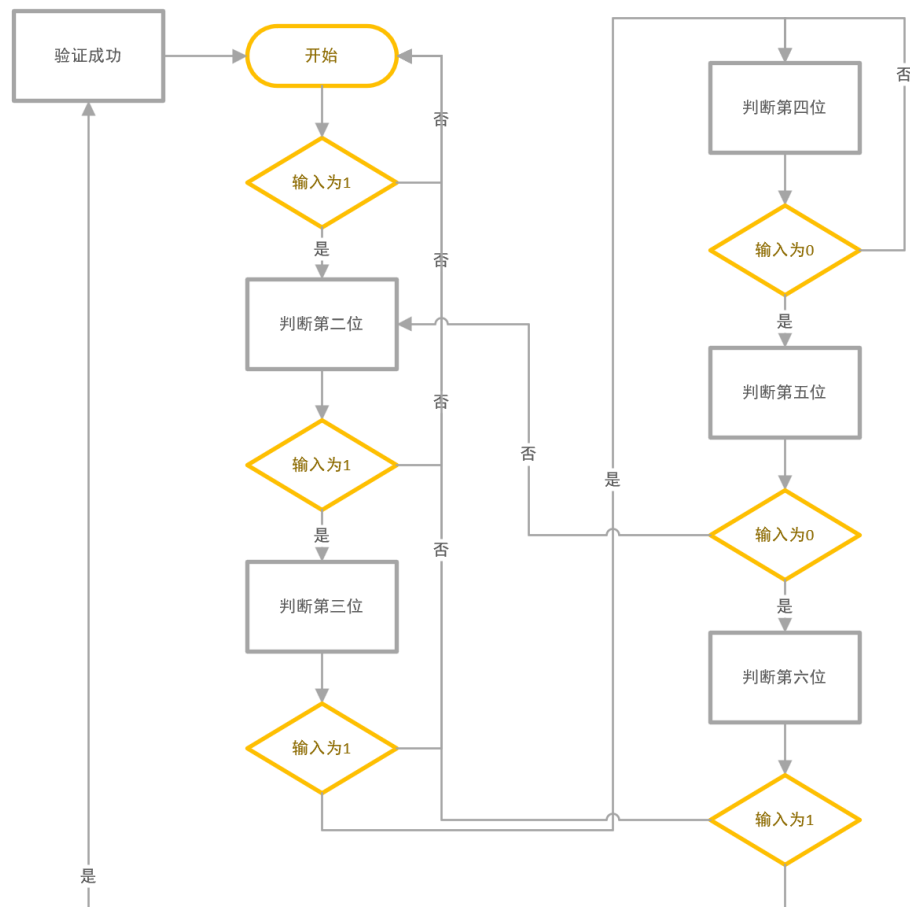 验证成功
开始
否
输入为1
是
否
判断第二位
否
输入为1
是
否
判断第三位
输入为1
是
否
是
判断第四位
否
输入为0
是
判断第五位
输入为0
是
判断第六位
输入为1